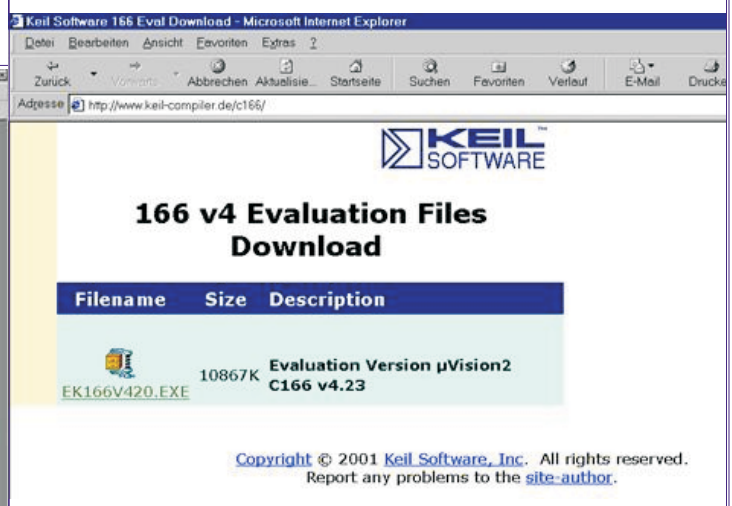 Keil Software 166 Eval Download - Microsoft Internet Explorer
Datei Bearbeiten Ansicht Favoriten Extras ?
Zurück Vorwärts Abbrechen Aktualisie... Startseite Suchen Favoriten Verlauf E-Mail Drucke
Adresse http://www.keil-compiler.de/c166/
KEIL™
SOFTWARE
166 v4 Evaluation Files
Download
Filename Size Description
EK166V420.EXE 10867K Evaluation Version µVision2
C166 v4.23
Copyright © 2001 Keil Software, Inc. All rights reserved.
Report any problems to the site-author.